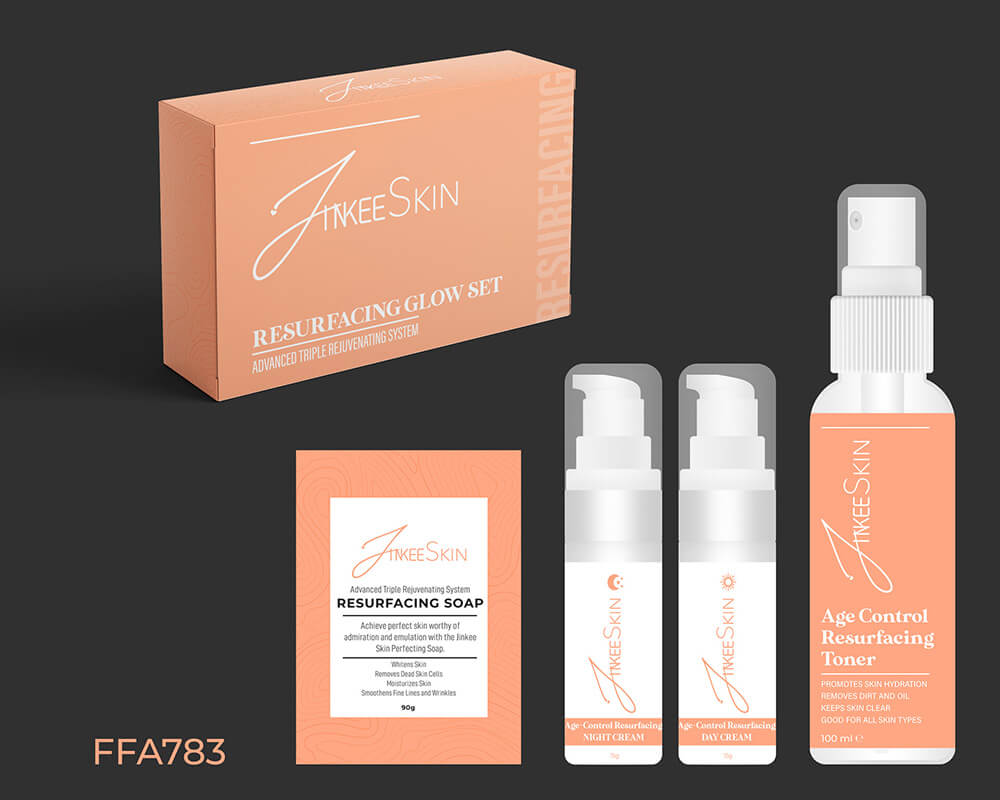 JINKEE SKIN
RESURFACING
JINKEE SKIN
RESURFACING GLOW SET
ADVANCED TRIPLE REJUVENATING SYSTEM
JINKEE SKIN
Advanced Triple Rejuvenating System
RESURFACING SOAP
Achieve perfect skin worthy of
admiration and emulation with the Jinkee
Skin Perfecting Soap.
Whitens Skin
Removes Dead Skin Cells
Moisturizes Skin
Smoothens Fine Lines and Wrinkles
90g
JINKEE SKIN
Age-Control Resurfacing
NIGHT CREAM
15g
JINKEE SKIN
Age-Control Resurfacing
DAY CREAM
15g
JINKEE SKIN
Age Control
Resurfacing
Toner
PROMOTES SKIN HYDRATION
REMOVES DIRT AND OIL
KEEPS SKIN CLEAR
GOOD FOR ALL SKIN TYPES
100 ml ℮
FFA783